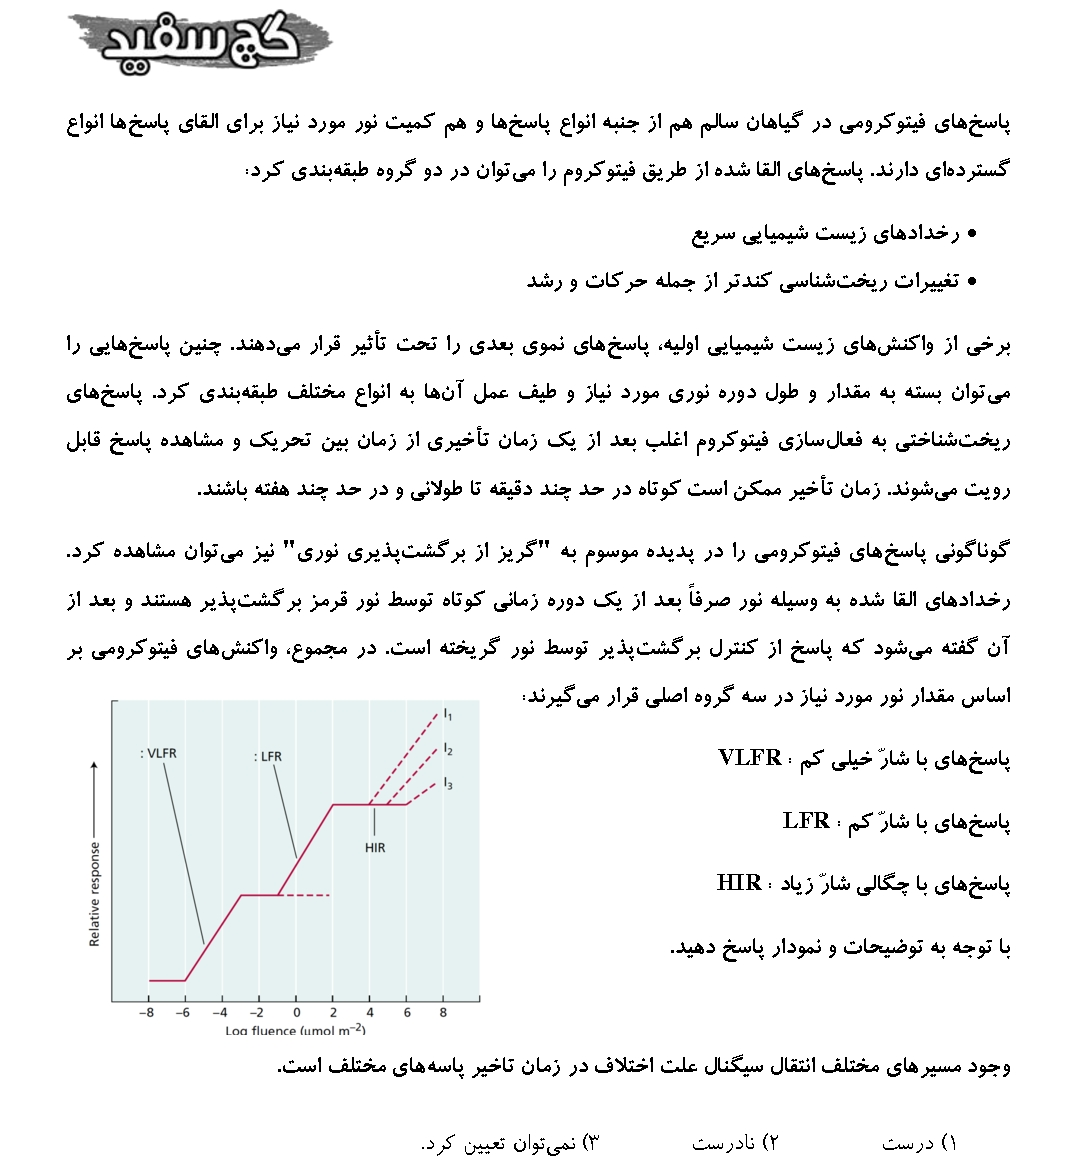 گچ سفید
پاسخ‌های فیتوکرومی در گیاهان سالم هم از جنبه انواع پاسخ‌ها و هم کمیت نور مورد نیاز برای القای پاسخ‌ها انواع
گسترده‌ای دارند. پاسخ‌های القا شده از طریق فیتوکروم را می‌توان در دو گروه طبقه‌بندی کرد:
• رخدادهای زیست شیمیایی سریع
• تغییرات ریخت‌شناسی کندتر از جمله حرکات و رشد
برخی از واکنش‌های زیست شیمیایی اولیه، پاسخ‌های نموی بعدی را تحت تأثیر قرار می‌دهند. چنین پاسخ‌هایی را
می‌توان بسته به مقدار و طول دوره نوری مورد نیاز و طیف عمل آن‌ها به انواع مختلف طبقه‌بندی کرد. پاسخ‌های
ریخت‌شناختی به فعال‌سازی فیتوکروم اغلب بعد از یک زمان تأخیری از زمان بین تحریک و مشاهده پاسخ قابل
رویت می‌شوند. زمان تأخیر ممکن است کوتاه در حد چند دقیقه تا طولانی و در حد چند هفته باشند.
گوناگونی پاسخ‌های فیتوکرومی را در پدیده موسوم به "گریز از برگشت‌پذیری نوری" نیز می‌توان مشاهده کرد.
رخدادهای القا شده به وسیله نور صرفاً بعد از یک دوره زمانی کوتاه توسط نور قرمز برگشت‌پذیر هستند و بعد از
آن گفته می‌شود که پاسخ از کنترل برگشت‌پذیر توسط نور گریخته است. در مجموع، واکنش‌های فیتوکرومی بر
اساس مقدار نور مورد نیاز در سه گروه اصلی قرار می‌گیرند:
پاسخ‌های با شارّ خیلی کم : VLFR
پاسخ‌های با شارّ کم : LFR
پاسخ‌های با چگالی شارّ زیاد : HIR
با توجه به توضیحات و نمودار پاسخ دهید.
I1
I2
I3
: VLFR
: LFR
HIR
Relative response
–8 –6 –4 –2 0 2 4 6 8
Log fluence (µmol m–2)
وجود مسیرهای مختلف انتقال سیگنال علت اختلاف در زمان تاخیر پاسه‌های مختلف است.
۱) درست ۲) نادرست ۳) نمی‌توان تعیین کرد.